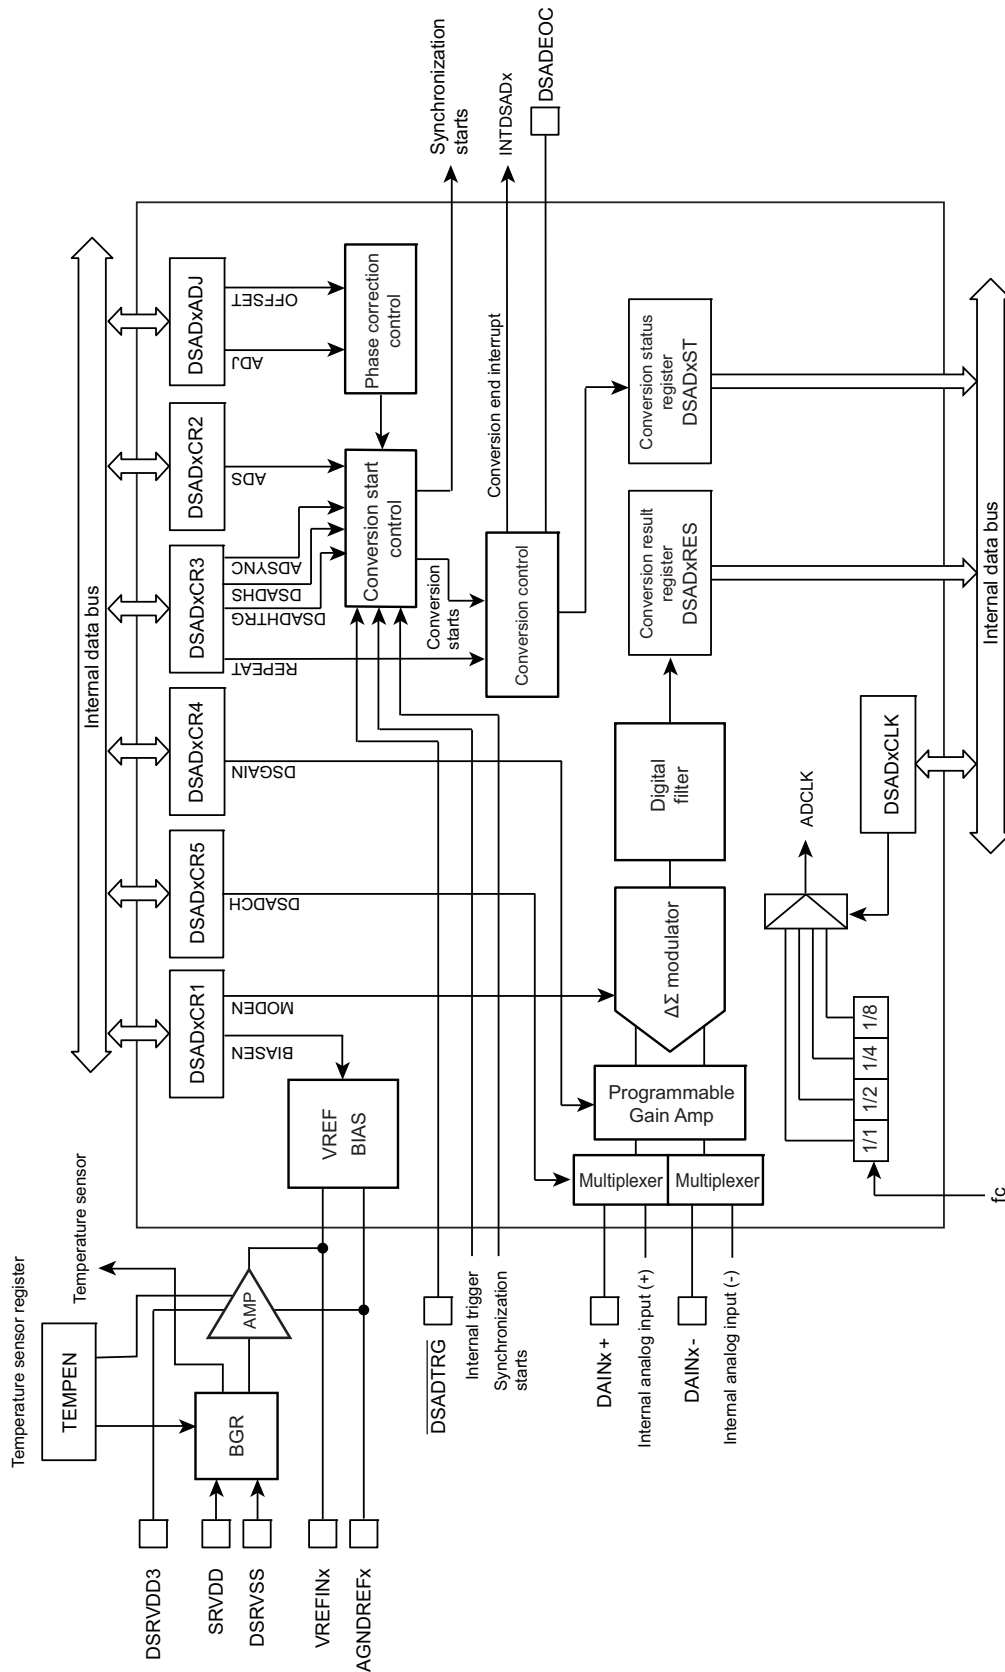 Temperature sensor register
TEMPEN
Temperature sensor
DSRVDD3
SRVDD
DSRVSS
VREFINx
AGNDREFx
BGR
AMP
VREF
BIAS
Internal data bus
DSADxCR1
DSADxCR5
DSADxCR4
DSADxCR3
DSADxCR2
DSADxADJ
BIASEN
MODEN
DSADCH
DSGAIN
REPEAT
DSADHTRG
DSADHS
ADSYNC
ADS
ADJ
OFFSET
Phase correction
control
Conversion start
control
Synchronization
starts
DSADTRG
Internal trigger
Synchronization
starts
Conversion
starts
Conversion control
Conversion end interrupt
INTDSADx
DSADEOC
DAINx +
Internal analog input (+)
DAINx -
Internal analog input (-)
Multiplexer
Multiplexer
Programmable
Gain Amp
ΔΣ modulator
Digital
filter
Conversion result
register
DSADxRES
Conversion status
register
DSADxST
fc
1/1
1/2
1/4
1/8
ADCLK
DSADxCLK
Internal data bus